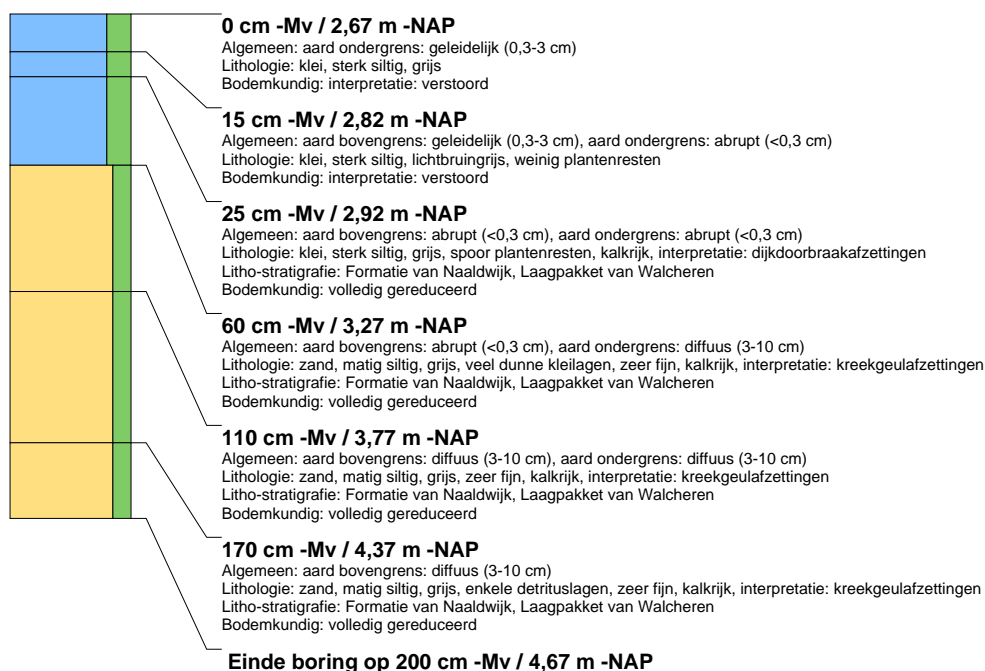 0 cm -Mv / 2,67 m -NAP
Algemeen: aard ondergrens: geleidelijk (0,3-3 cm)
Lithologie: klei, sterk siltig, grijs
Bodemkundig: interpretatie: verstoord
15 cm -Mv / 2,82 m -NAP
Algemeen: aard bovengrens: geleidelijk (0,3-3 cm), aard ondergrens: abrupt (<0,3 cm)
Lithologie: klei, sterk siltig, lichtbruingrijs, weinig plantenresten
Bodemkundig: interpretatie: verstoord
25 cm -Mv / 2,92 m -NAP
Algemeen: aard bovengrens: abrupt (<0,3 cm), aard ondergrens: abrupt (<0,3 cm)
Lithologie: klei, sterk siltig, grijs, spoor plantenresten, kalkrijk, interpretatie: dijkdoorbraakafzettingen
Litho-stratigrafie: Formatie van Naaldwijk, Laagpakket van Walcheren
Bodemkundig: volledig gereduceerd
60 cm -Mv / 3,27 m -NAP
Algemeen: aard bovengrens: abrupt (<0,3 cm), aard ondergrens: diffuus (3-10 cm)
Lithologie: zand, matig siltig, grijs, veel dunne kleilagen, zeer fijn, kalkrijk, interpretatie: kreekgeulafzettingen
Litho-stratigrafie: Formatie van Naaldwijk, Laagpakket van Walcheren
Bodemkundig: volledig gereduceerd
110 cm -Mv / 3,77 m -NAP
Algemeen: aard bovengrens: diffuus (3-10 cm), aard ondergrens: diffuus (3-10 cm)
Lithologie: zand, matig siltig, grijs, zeer fijn, kalkrijk, interpretatie: kreekgeulafzettingen
Litho-stratigrafie: Formatie van Naaldwijk, Laagpakket van Walcheren
Bodemkundig: volledig gereduceerd
170 cm -Mv / 4,37 m -NAP
Algemeen: aard bovengrens: diffuus (3-10 cm)
Lithologie: zand, matig siltig, grijs, enkele detrituslagen, zeer fijn, kalkrijk, interpretatie: kreekgeulafzettingen
Litho-stratigrafie: Formatie van Naaldwijk, Laagpakket van Walcheren
Bodemkundig: volledig gereduceerd
Einde boring op 200 cm -Mv / 4,67 m -NAP